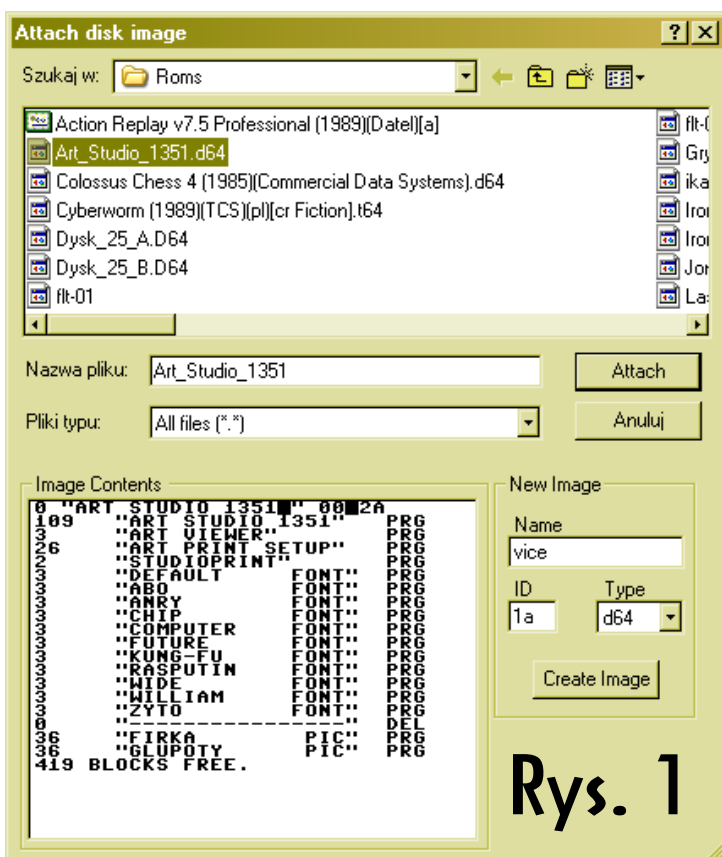 Attach disk image
Szukaj w: Roms
Action Replay v7.5 Professional (1989)(Datel)[a]
Art_Studio_1351.d64
Colossus Chess 4 (1985)(Commercial Data Systems).d64
Cyberworm (1989)(TCS)(pl)[cr Fiction].t64
Dysk_25_A.D64
Dysk_25_B.D64
flt-01
Nazwa pliku: Art_Studio_1351 Attach
Pliki typu: All files (*.*) Anuluj
Image Contents
0 "ART STUDIO 1351" 00 2A
109 "ART STUDIO 1351" PRG
3 "ART VIEWER" PRG
26 "ART PRINT SETUP" PRG
2 "STUDIOPRINT" PRG
3 "DEFAULT FONT" PRG
3 "ABO FONT" PRG
3 "ANRY FONT" PRG
3 "CHIP FONT" PRG
3 "COMPUTER FONT" PRG
3 "FUTURE FONT" PRG
3 "KUNG-FU FONT" PRG
3 "RASPUTIN FONT" PRG
3 "WIDE FONT" PRG
3 "WILLIAM FONT" PRG
3 "ZYTO FONT" PRG
0 "----------------" DEL
36 "FIRKA PIC" PRG
36 "GLUPOTY PIC" PRG
419 BLOCKS FREE.
New Image
Name
vice
ID Type
1a d64
Create Image
Rys. 1